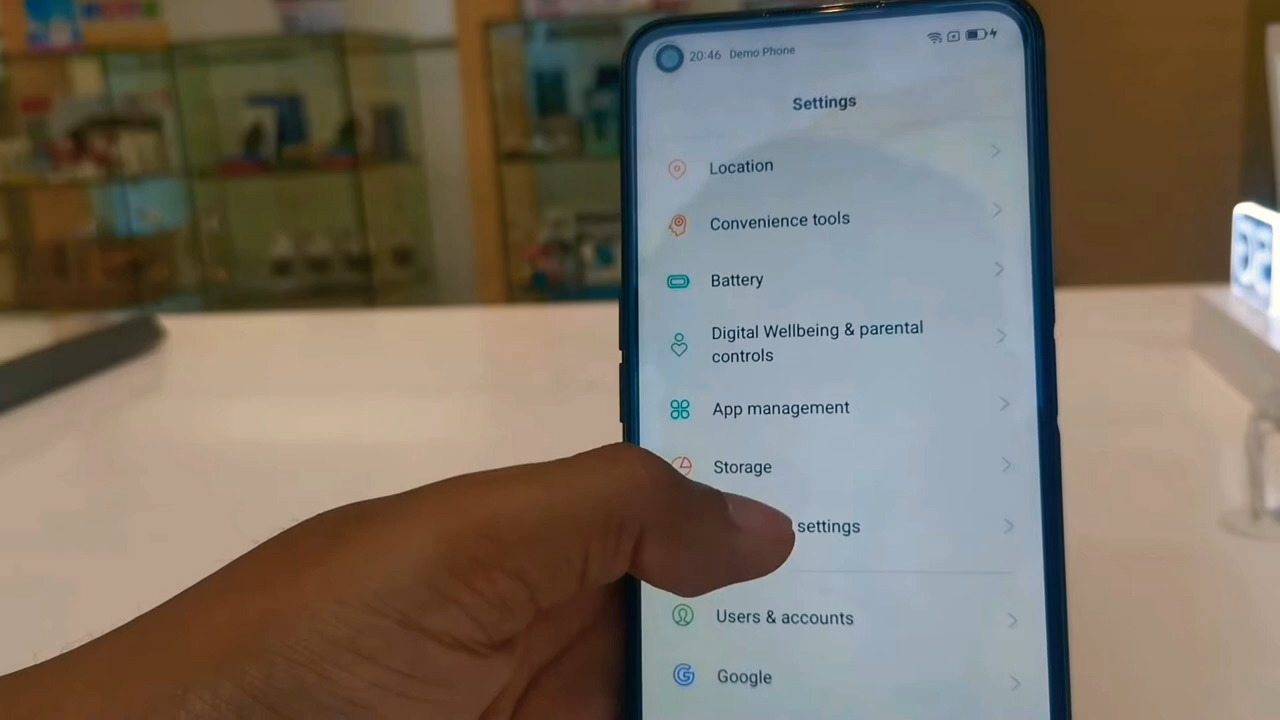 20:46 Demo Phone
Settings
Location
Convenience tools
Battery
Digital Wellbeing & parental
controls
App management
Storage
settings
Users & accounts
Google